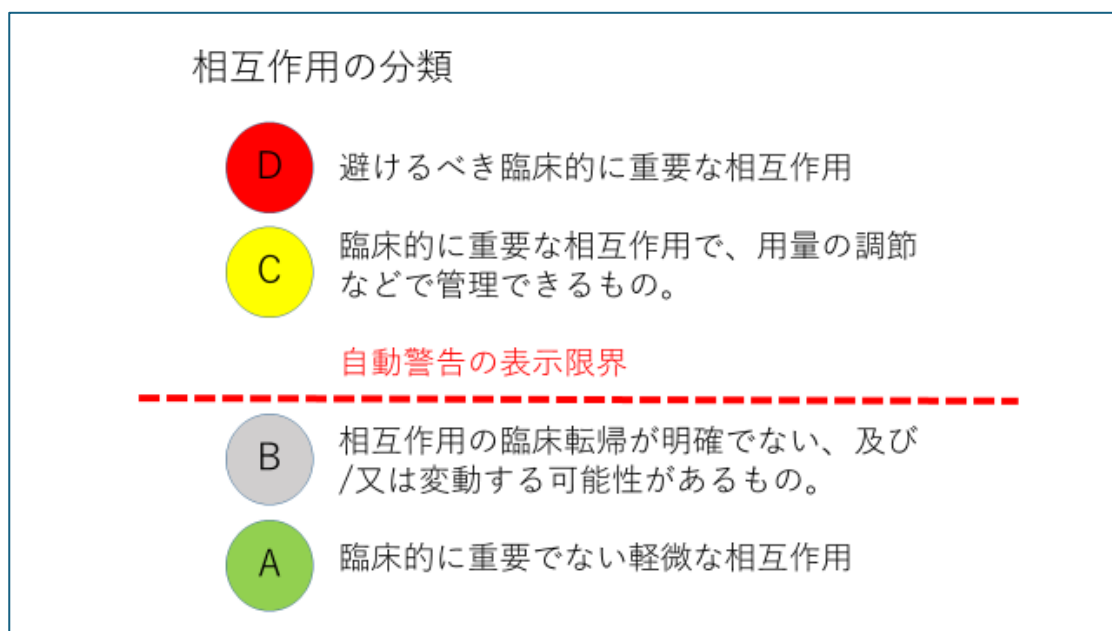 相互作用の分類
D
避けるべき臨床的に重要な相互作用
C
臨床的に重要な相互作用で、用量の調節
などで管理できるもの。
自動警告の表示限界
B
相互作用の臨床転帰が明確でない、及び
/又は変動する可能性があるもの。
A
臨床的に重要でない軽微な相互作用